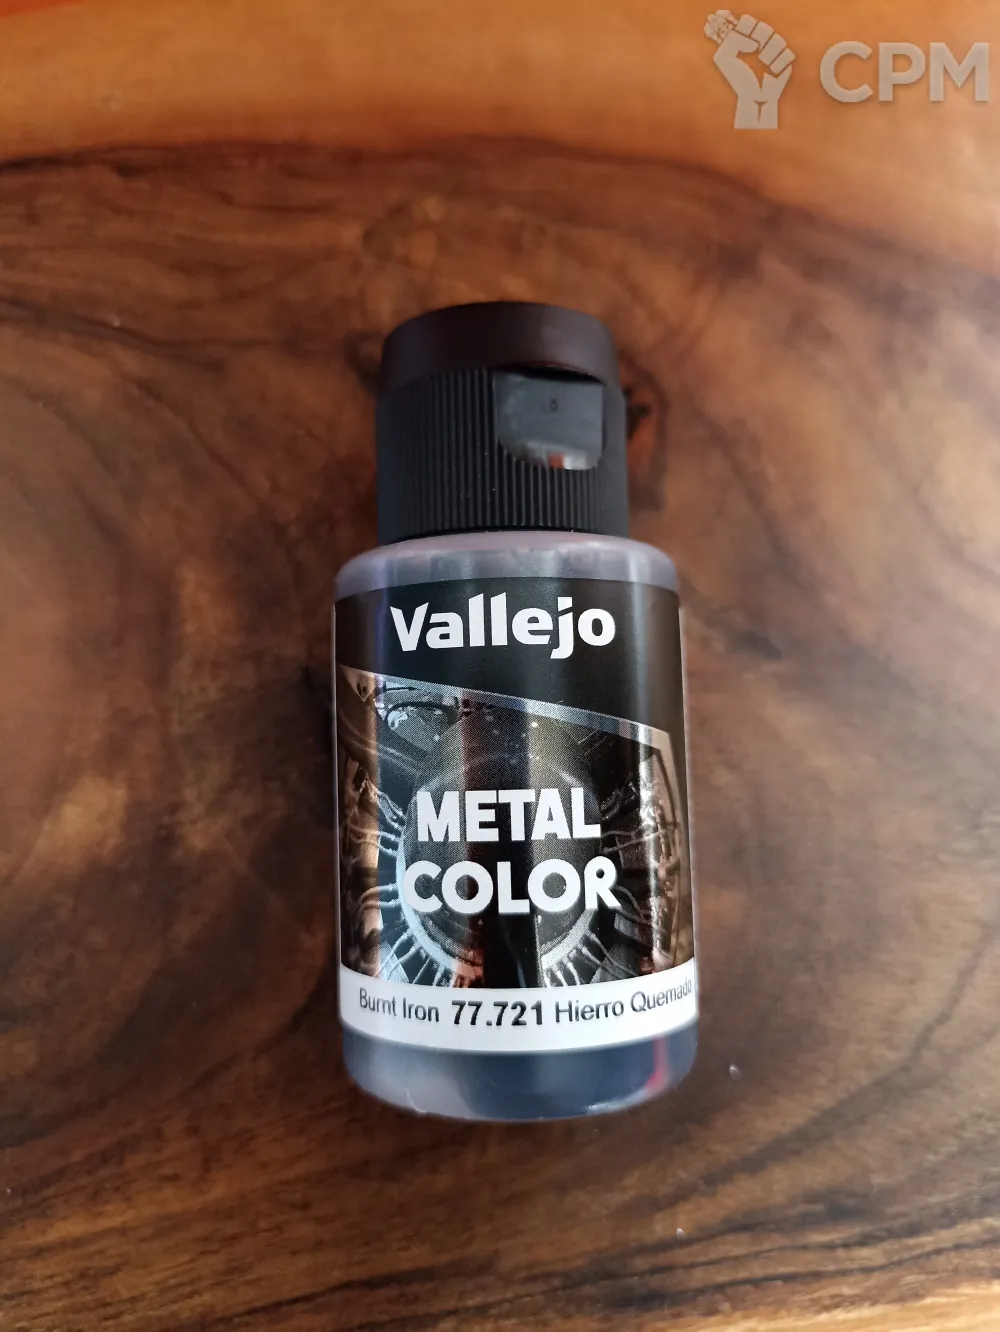 CPM
Vallejo
METAL
COLOR
Burnt Iron 77.721 Hierro Quemado